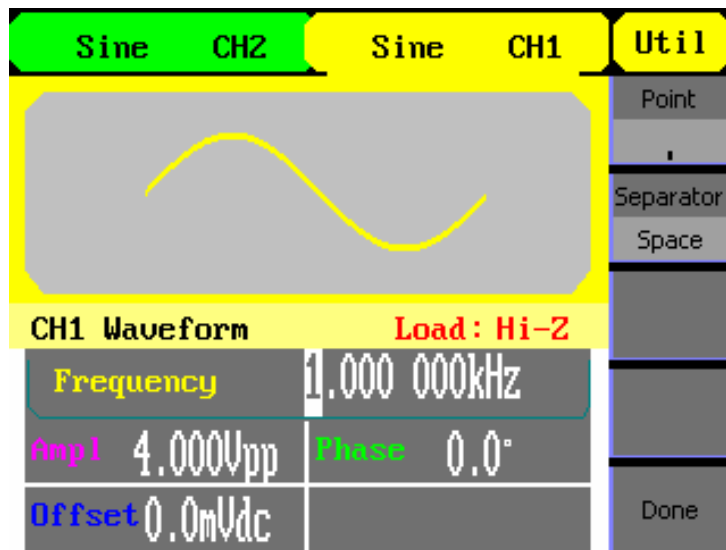 Sine CH2 Sine CH1 Util
Point
.
Separator
Space
CH1 Waveform Load: Hi-Z
Frequency 1.000 000kHz
Ampl 4.000Vpp Phase 0.0°
Offset 0.0mVdc
Done